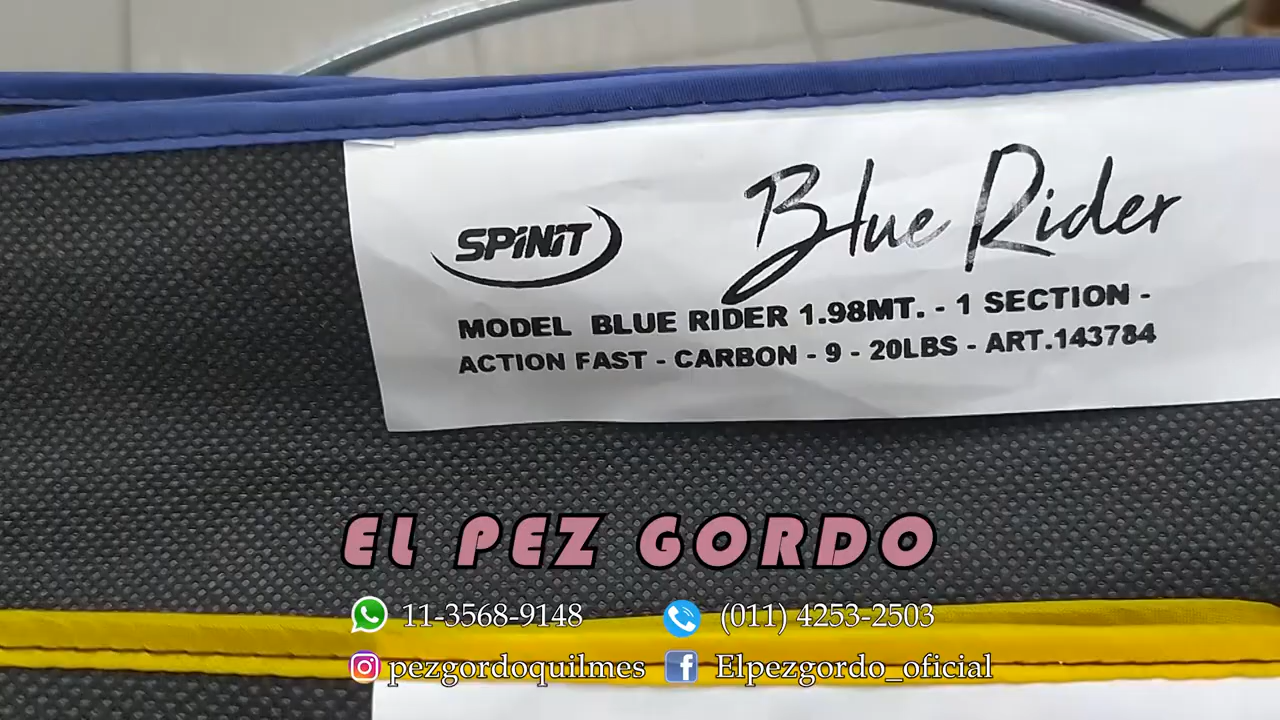 SPINIT
Blue Rider
MODEL BLUE RIDER 1.98MT. - 1 SECTION -
ACTION FAST - CARBON - 9 - 20LBS - ART.143784
EL PEZ GORDO
11-3568-9148 (011) 4253-2503
pezgordoquilmes Elpezgordo_oficial